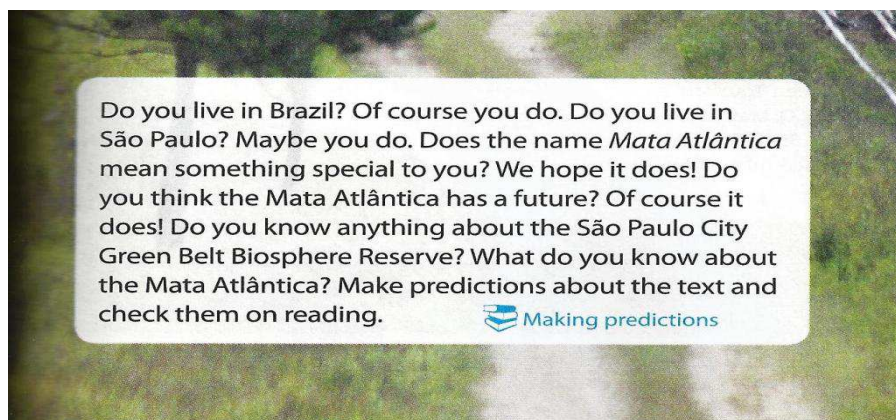 Do you live in Brazil? Of course you do. Do you live in
São Paulo? Maybe you do. Does the name Mata Atlântica
mean something special to you? We hope it does! Do
you think the Mata Atlântica has a future? Of course it
does! Do you know anything about the São Paulo City
Green Belt Biosphere Reserve? What do you know about
the Mata Atlântica? Make predictions about the text and
check them on reading.
Making predictions